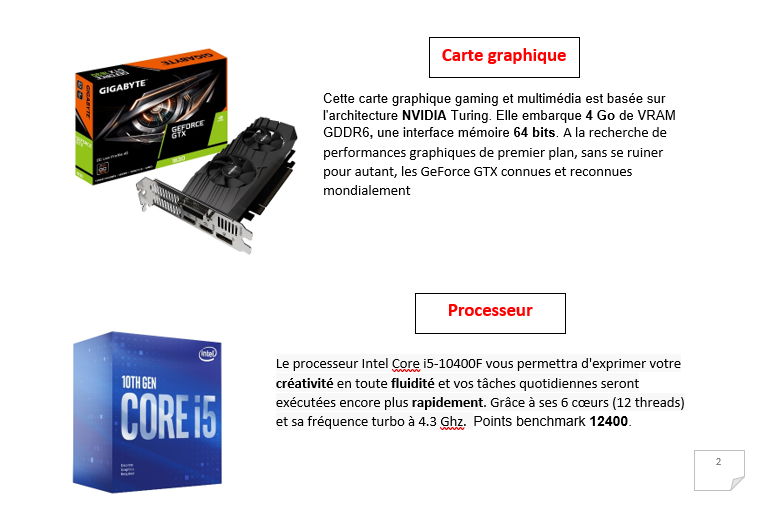 Carte graphique
GIGABYTE
GEFORCE
GTX
1630
GIGABYTE
Cette carte graphique gaming et multimédia est basée sur
l'architecture NVIDIA Turing. Elle embarque 4 Go de VRAM
GDDR6, une interface mémoire 64 bits. A la recherche de
performances graphiques de premier plan, sans se ruiner
pour autant, les GeForce GTX connues et reconnues
mondialement
Processeur
intel
10TH GEN
CORE i5
Discrete
Graphics
Required
Le processeur Intel Core i5-10400F vous permettra d'exprimer votre
créativité en toute fluidité et vos tâches quotidiennes seront
exécutées encore plus rapidement. Grâce à ses 6 cœurs (12 threads)
et sa fréquence turbo à 4.3 Ghz. Points benchmark 12400.
2